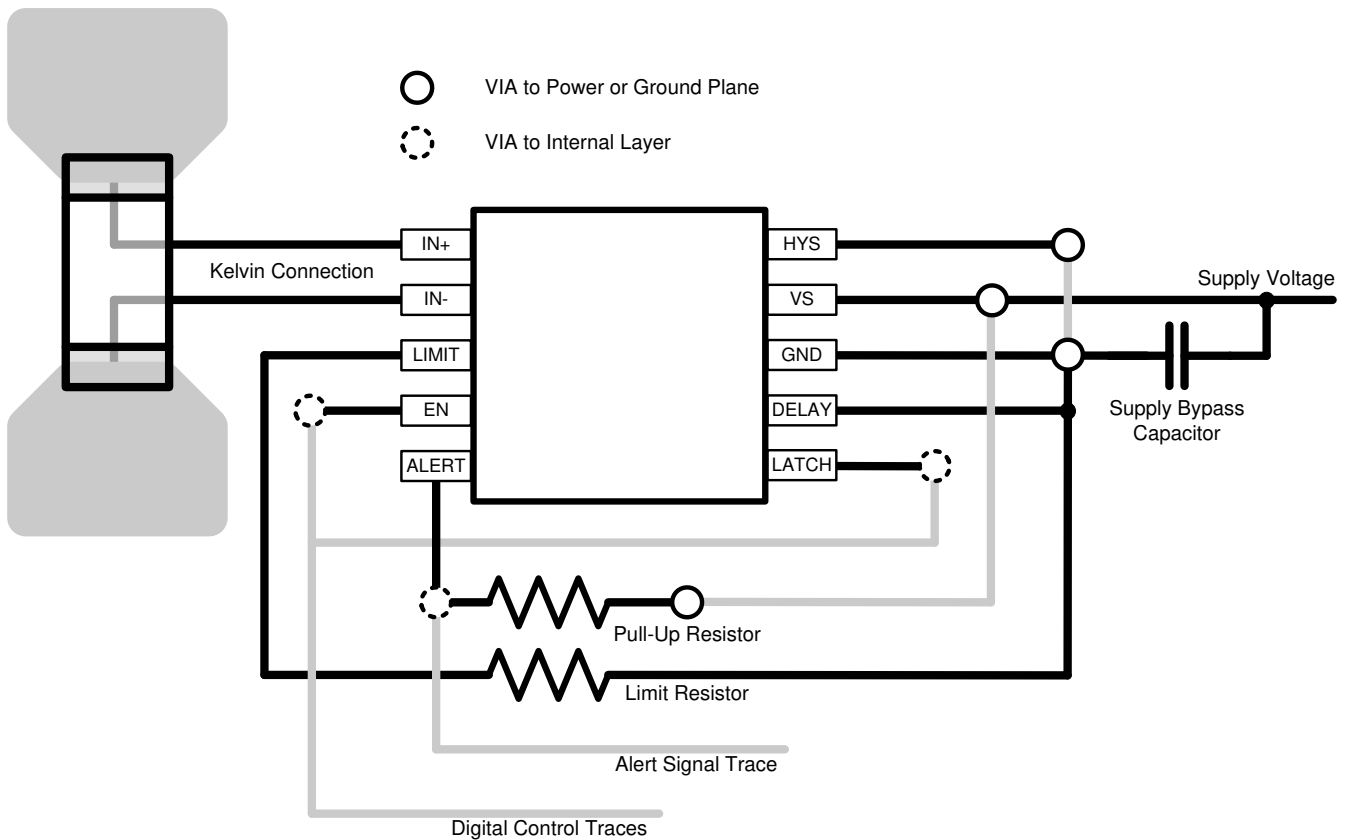 VIA to Power or Ground Plane
VIA to Internal Layer
IN+
HYS
Kelvin Connection
Supply Voltage
IN-
VS
LIMIT
GND
EN
DELAY
Supply Bypass
Capacitor
ALERT
LATCH
Pull-Up Resistor
Limit Resistor
Alert Signal Trace
Digital Control Traces